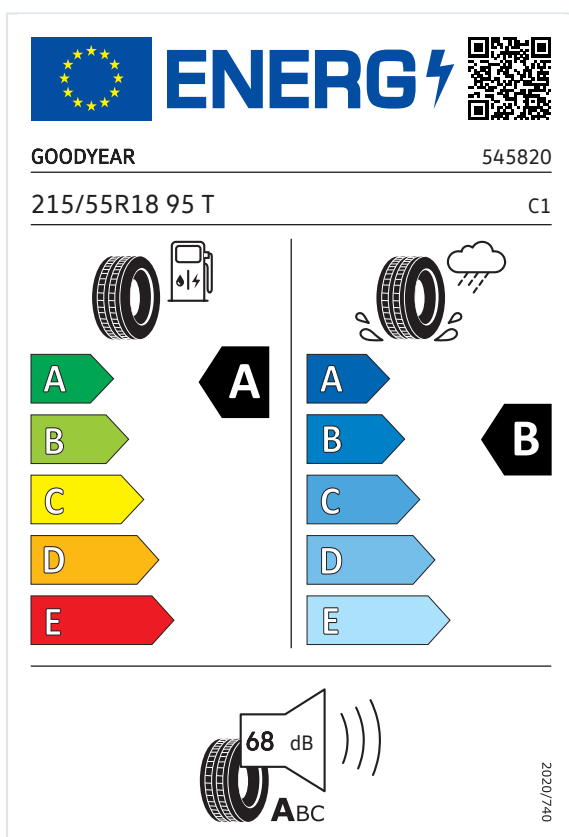 ENERG
GOODYEAR 545820
215/55R18 95 T C1
A A A
B B B
C C
D D
E E
68 dB
ABC
2020/740